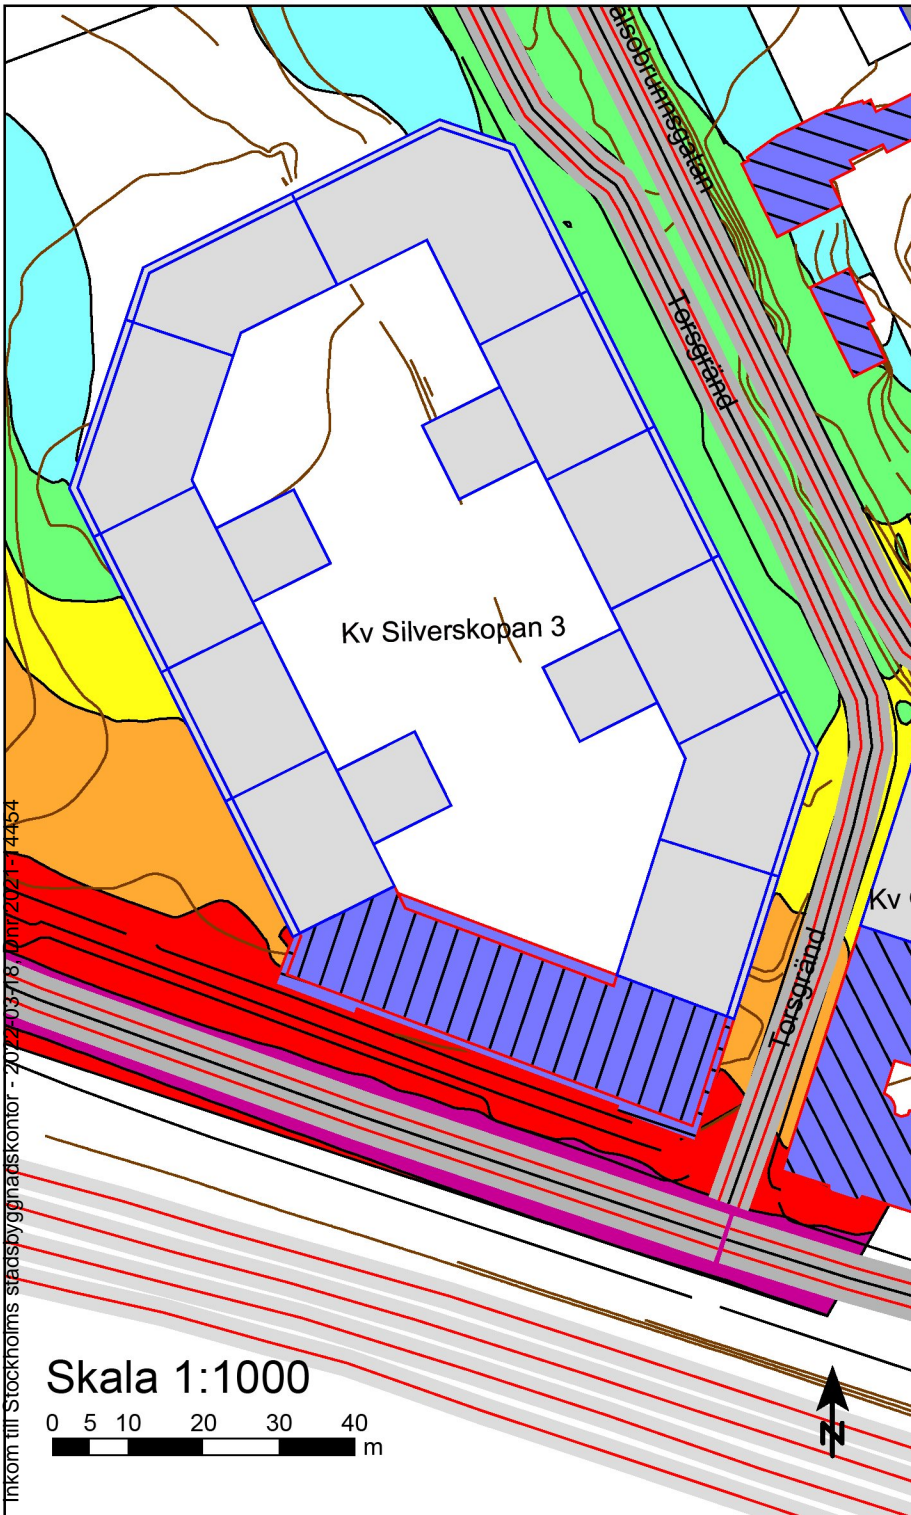 älsobrunnsgatan
Torsgränd
Kv Silverskopan 3
Kv
Torsgränd
Inkom till Stockholms stadsbyggnadskontor - 2022-03-18, Dnr 2021-14454
Skala 1:1000
0 5 10 20 30 40
m
N